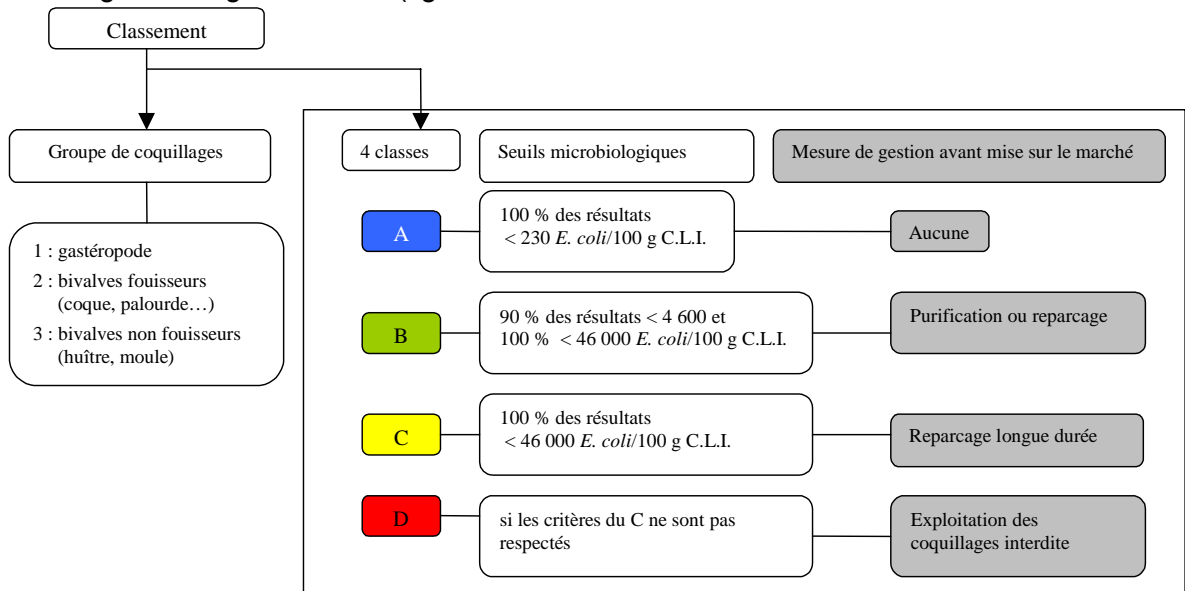 Classement
Groupe de coquillages
1 : gastéropode
2 : bivalves fouisseurs
(coque, palourde…)
3 : bivalves non fouisseurs
(huître, moule)
4 classes
Seuils microbiologiques
Mesure de gestion avant mise sur le marché
A
100 % des résultats
< 230 E. coli/100 g C.L.I.
Aucune
B
90 % des résultats < 4 600 et
100 % < 46 000 E. coli/100 g C.L.I.
Purification ou reparcage
C
100 % des résultats
< 46 000 E. coli/100 g C.L.I.
Reparcage longue durée
D
si les critères du C ne sont pas
respectés
Exploitation des
coquillages interdite